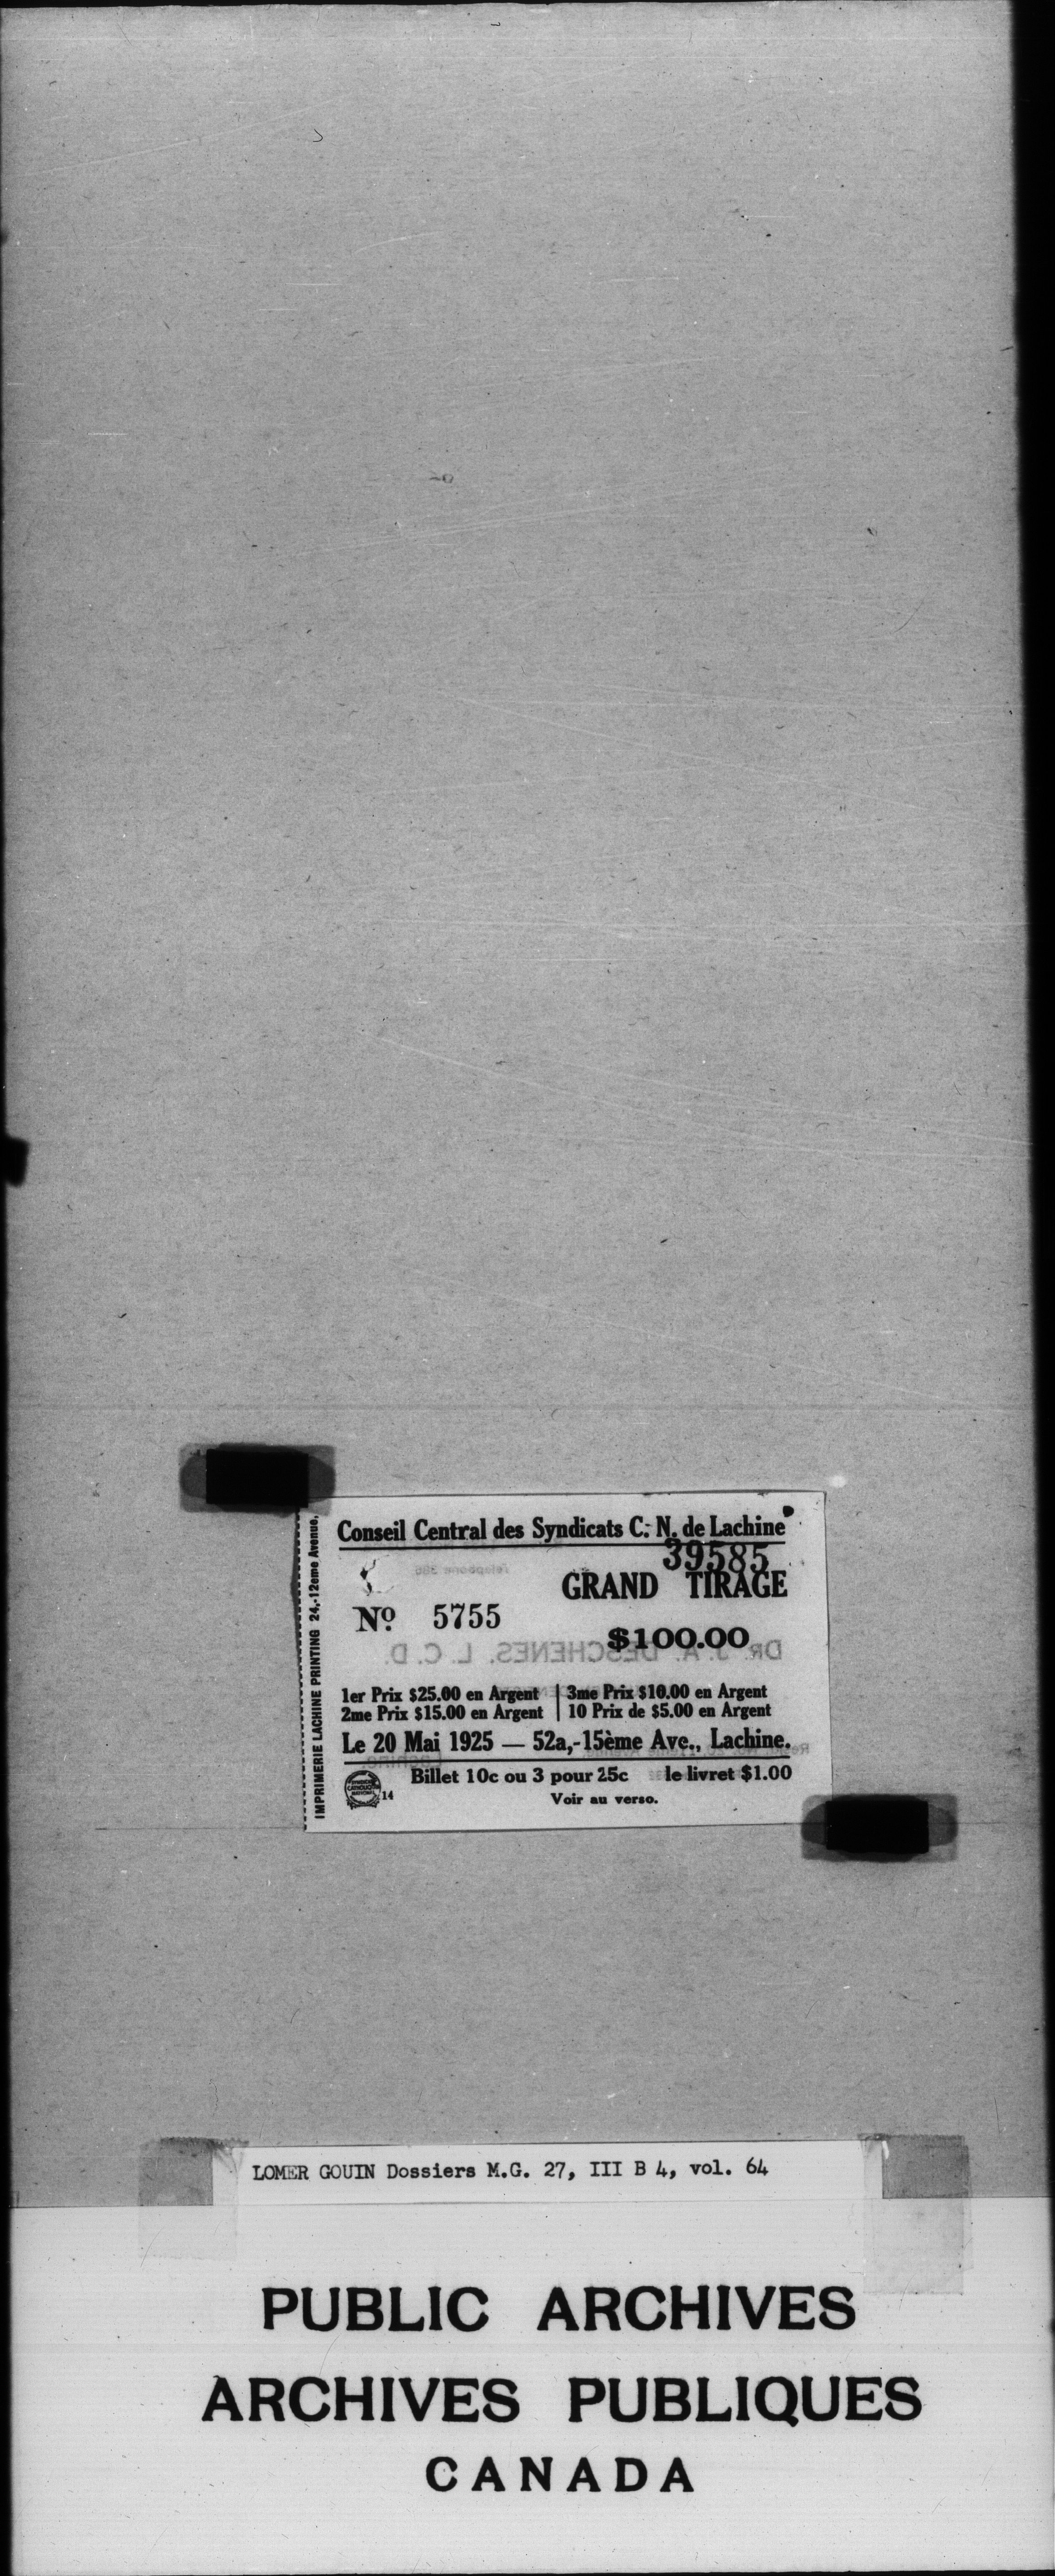 IMPRIMERIE LACHINE PRINTING 24,-12eme Avenue.
Conseil Central des Syndicats C. N. de Lachine
39585
GRAND TIRAGE
Nº 5755
$100.00
DR J. A. DESCHENES, L. C. D.
1er Prix $25.00 en Argent | 3me Prix $10.00 en Argent
2me Prix $15.00 en Argent | 10 Prix de $5.00 en Argent
Le 20 Mai 1925 — 52a,-15ème Ave., Lachine.
Billet 10c ou 3 pour 25c le livret $1.00
14
Voir au verso.
LOMER GOUIN Dossiers M.G. 27, III B 4, vol. 64
PUBLIC ARCHIVES
ARCHIVES PUBLIQUES
CANADA